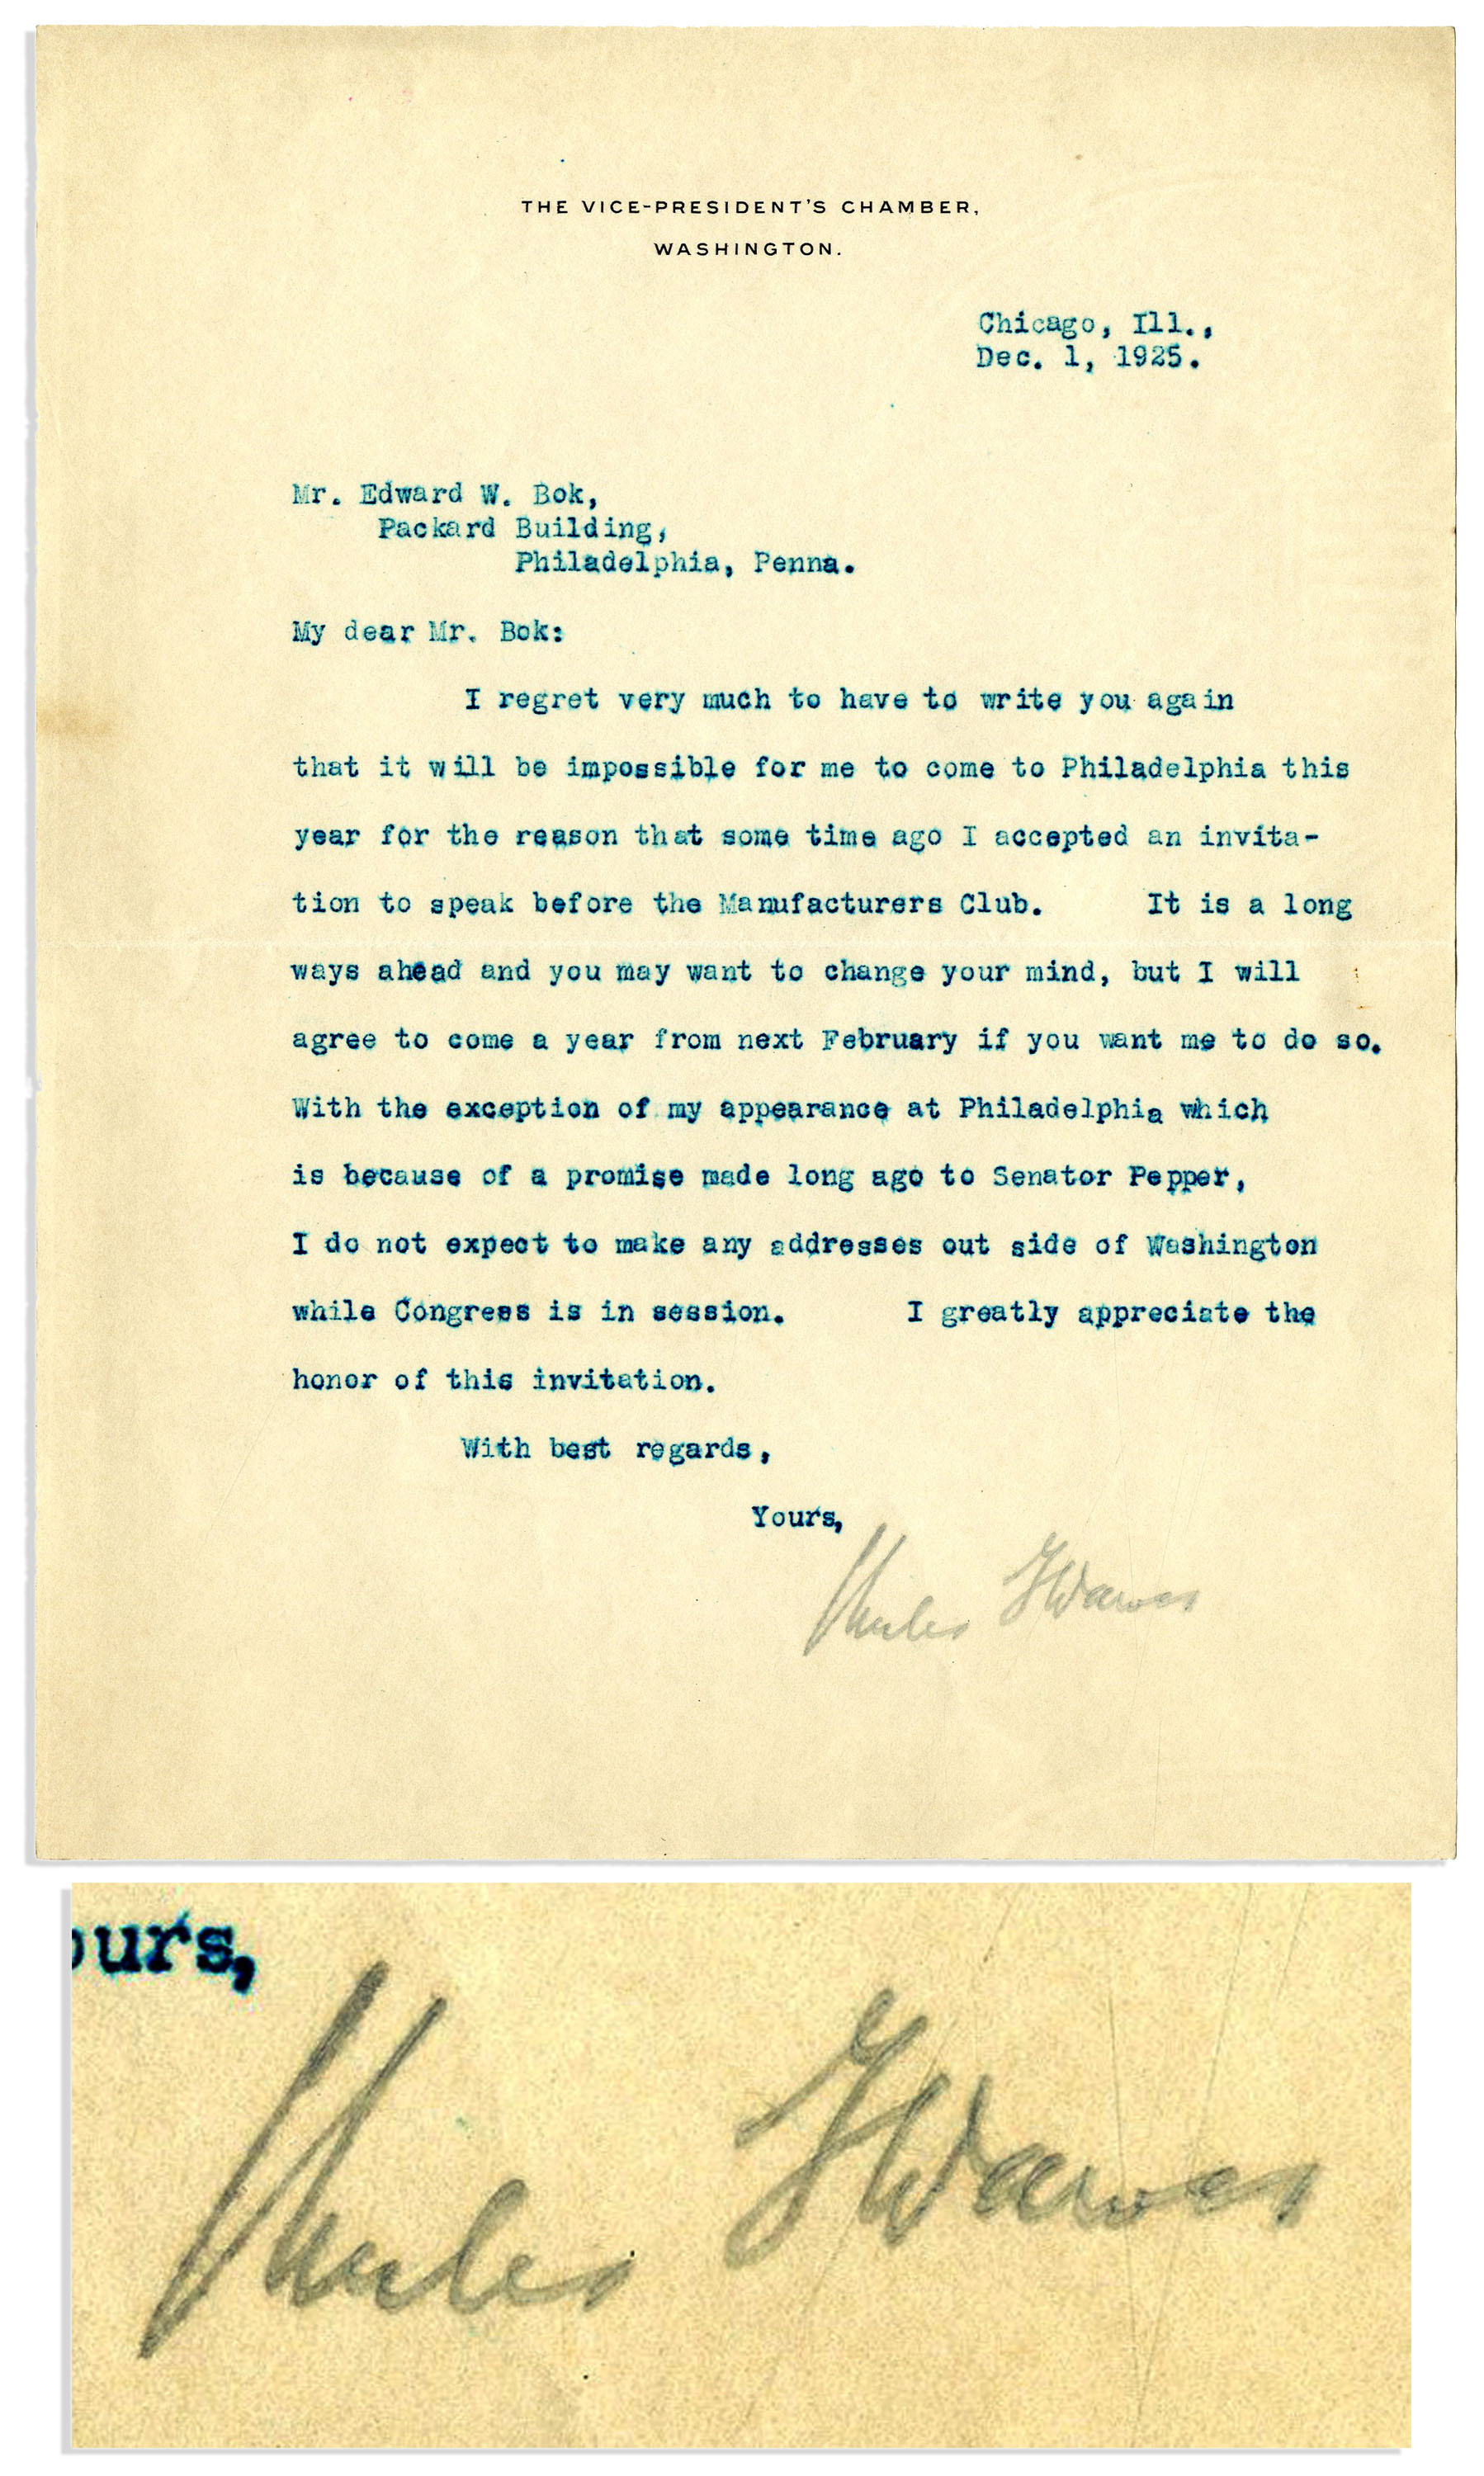 THE VICE-PRESIDENT'S CHAMBER,
WASHINGTON.
Chicago, Ill.,
Dec. 1, 1925.
Mr. Edward W. Bok,
Packard Building,
Philadelphia, Penna.
My dear Mr. Bok:
I regret very much to have to write you again
that it will be impossible for me to come to Philadelphia this
year for the reason that some time ago I accepted an invita-
tion to speak before the Manufacturers Club. It is a long
ways ahead and you may want to change your mind, but I will
agree to come a year from next February if you want me to do so.
With the exception of my appearance at Philadelphia which
is because of a promise made long ago to Senator Pepper,
I do not expect to make any addresses out side of Washington
while Congress is in session. I greatly appreciate the
honor of this invitation.
With best regards,
Yours,
Charles G Dawes
ours,
Charles G Dawes